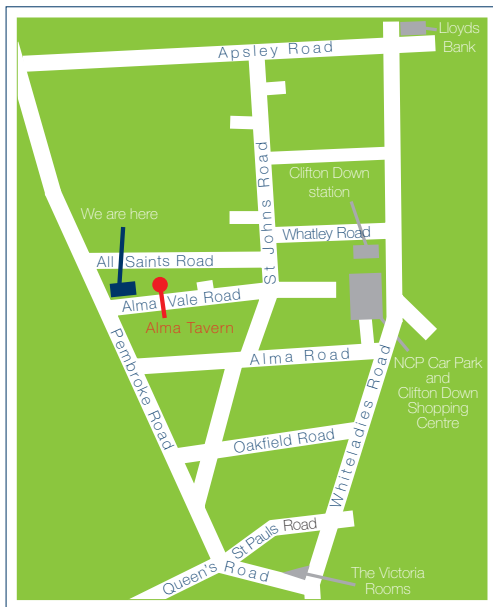 Lloyds
Bank
Apsley Road
St Johns Road
Clifton Down
station
We are here
Whatley Road
All Saints Road
Alma Vale Road
Alma Tavern
Pembroke Road
Alma Road
NCP Car Park
and
Clifton Down
Shopping
Centre
Whiteladies Road
Oakfield Road
St Pauls Road
Queen's Road
The Victoria
Rooms